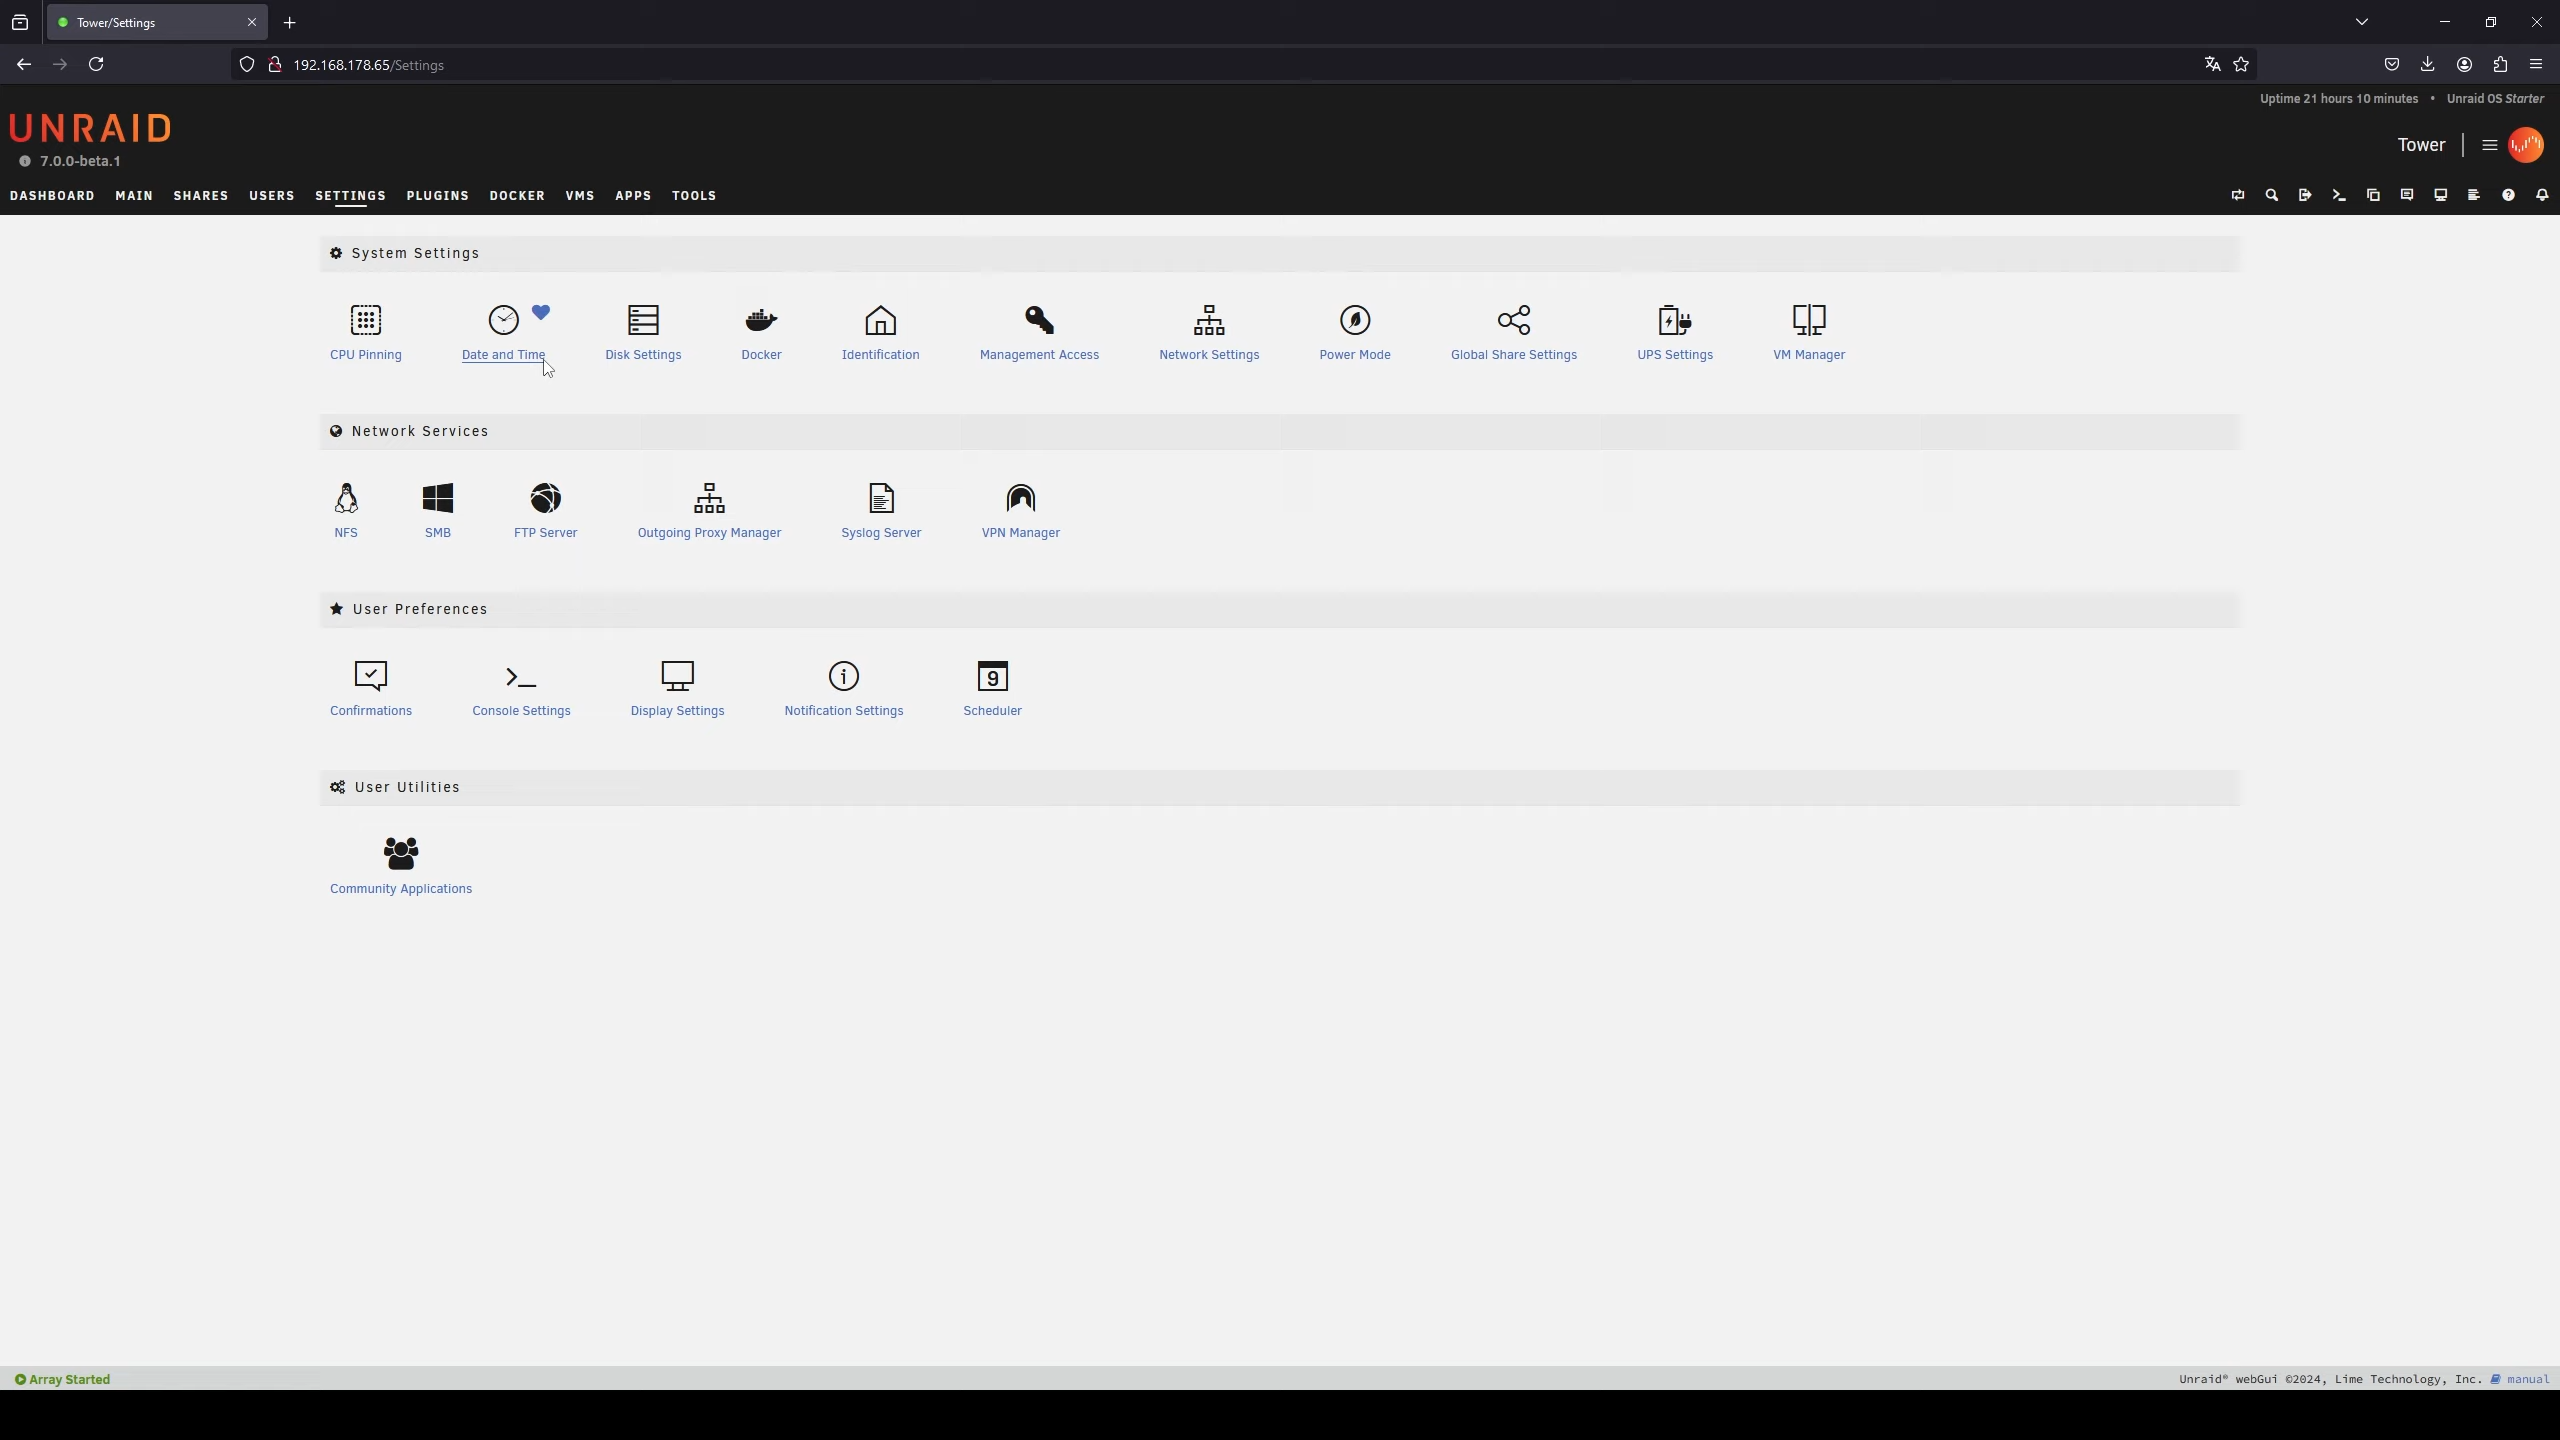 Tower/Settings
192.168.178.65/Settings
Uptime 21 hours 10 minutes • Unraid OS Starter
UNRAID
7.0.0-beta.1
Tower
DASHBOARD MAIN SHARES USERS SETTINGS PLUGINS DOCKER VMS APPS TOOLS
System Settings
CPU Pinning Date and Time Disk Settings Docker Identification Management Access Network Settings Power Mode Global Share Settings UPS Settings VM Manager
Network Services
NFS SMB FTP Server Outgoing Proxy Manager Syslog Server VPN Manager
User Preferences
9
Confirmations Console Settings Display Settings Notification Settings Scheduler
User Utilities
Community Applications
Array Started
Unraid® webGui ©2024, Lime Technology, Inc. manual